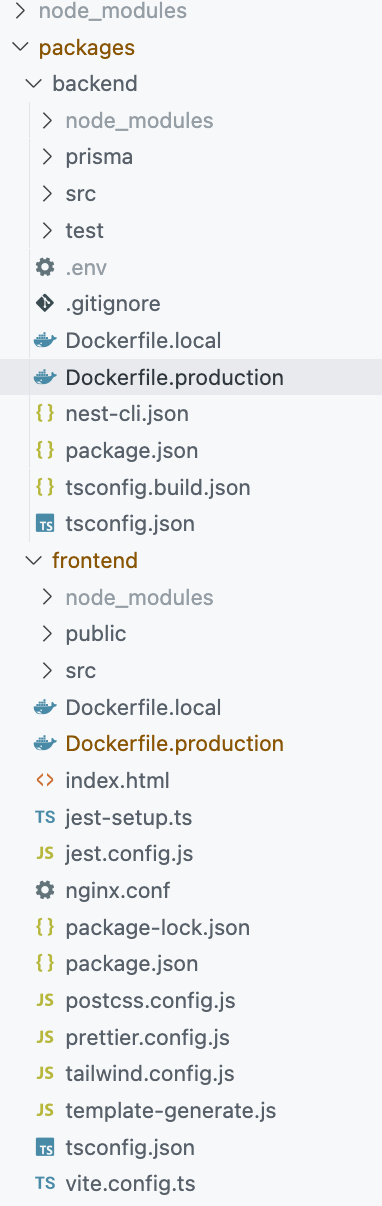 node_modules
packages
backend
node_modules
prisma
src
test
.env
.gitignore
Dockerfile.local
Dockerfile.production
{} nest-cli.json
{} package.json
{} tsconfig.build.json
TS tsconfig.json
frontend
node_modules
public
src
Dockerfile.local
Dockerfile.production
<> index.html
TS jest-setup.ts
JS jest.config.js
nginx.conf
{} package-lock.json
{} package.json
JS postcss.config.js
JS prettier.config.js
JS tailwind.config.js
JS template-generate.js
TS tsconfig.json
TS vite.config.ts